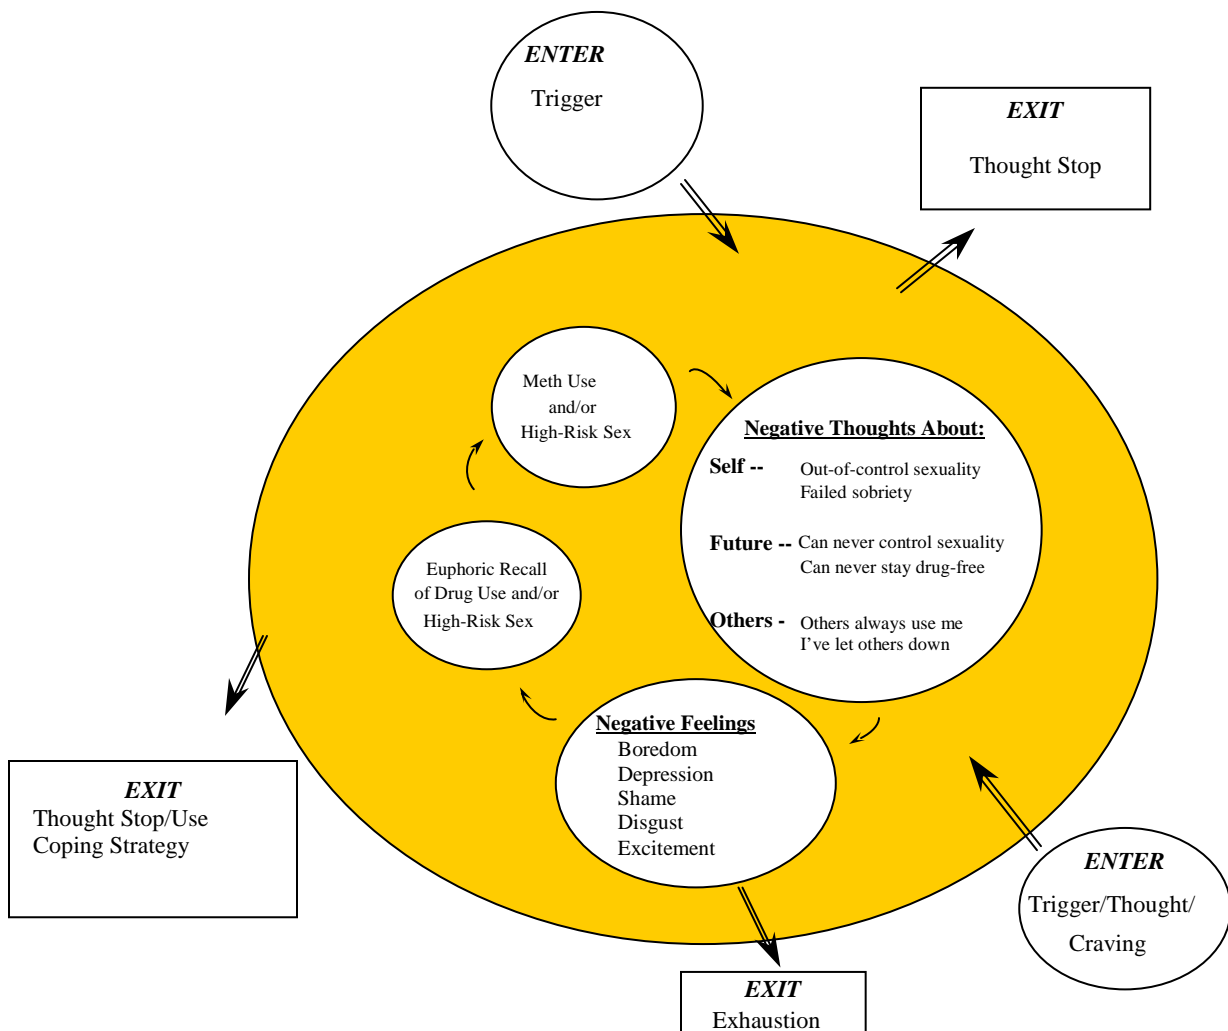 ENTER
Trigger
EXIT
Thought Stop
Meth Use
and/or
High-Risk Sex
Negative Thoughts About:
Self -- Out-of-control sexuality
Failed sobriety
Future -- Can never control sexuality
Can never stay drug-free
Others - Others always use me
I’ve let others down
Euphoric Recall
of Drug Use and/or
High-Risk Sex
Negative Feelings
Boredom
Depression
Shame
Disgust
Excitement
EXIT
Thought Stop/Use
Coping Strategy
ENTER
Trigger/Thought/
Craving
EXIT
Exhaustion